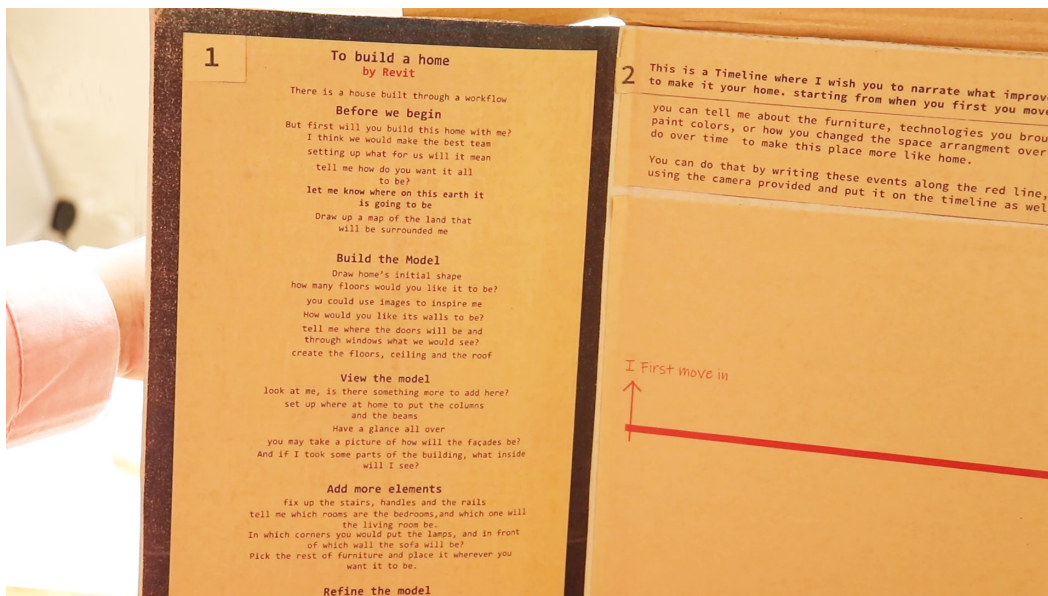 1
To build a home
by Revit
There is a house built through a workflow
Before we begin
But first will you build this home with me?
I think we would make the best team
setting up what for us will it mean
tell me how do you want it all
to be?
let me know where on this earth it
is going to be
Draw up a map of the land that
will be surrounded me
Build the Model
Draw home's initial shape
how many floors would you like it to be?
you could use images to inspire me
How would you like its walls to be?
tell me where the doors will be and
through windows what we would see?
create the floors, ceiling and the roof
View the model
look at me, is there something more to add here?
set up where at home to put the columns
and the beams
Have a glance all over
you may take a picture of how will the façades be?
And if I took some parts of the building, what inside
will I see?
Add more elements
fix up the stairs, handles and the rails
tell me which rooms are the bedrooms,and which one will
the living room be.
In which corners you would put the lamps, and in front
of which wall the sofa will be?
Pick the rest of furniture and place it wherever you
want it to be.
Refine the model
2
This is a Timeline where I wish you to narrate what improve
to make it your home. starting from when you first you move
you can tell me about the furniture, technologies you brou
paint colors, or how you changed the space arrangment over
do over time to make this place more like home.
You can do that by writing these events along the red line,
using the camera provided and put it on the timeline as wel
I First move in